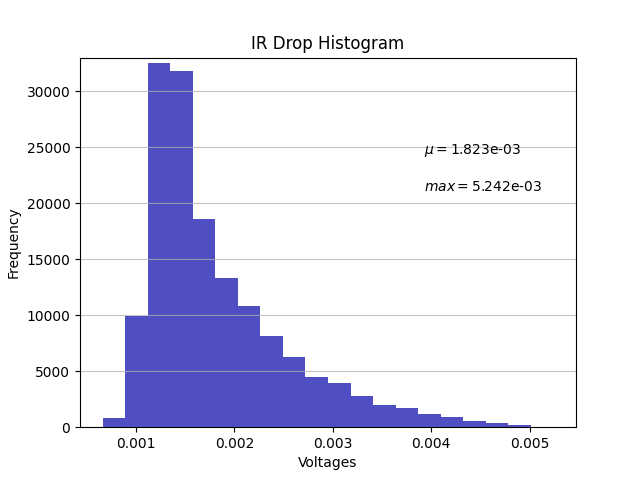 IR Drop Histogram
30000
25000
20000
15000
10000
5000
0
Frequency
μ = 1.823e-03
max = 5.242e-03
0.001 0.002 0.003 0.004 0.005
Voltages